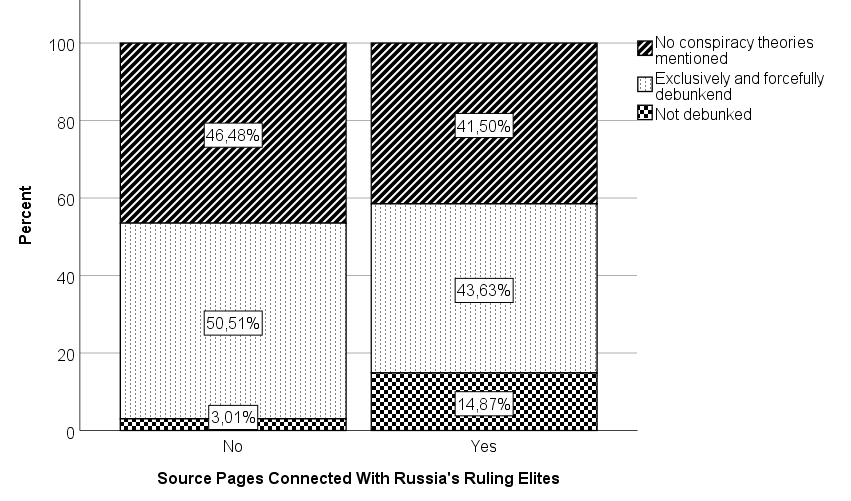 100
80
60
40
20
0
Percent
46,48%
50,51%
3,01%
41,50%
43,63%
14,87%
No
Yes
Source Pages Connected With Russia's Ruling Elites
No conspiracy theories
mentioned
Exclusively and forcefully
debunkend
Not debunked